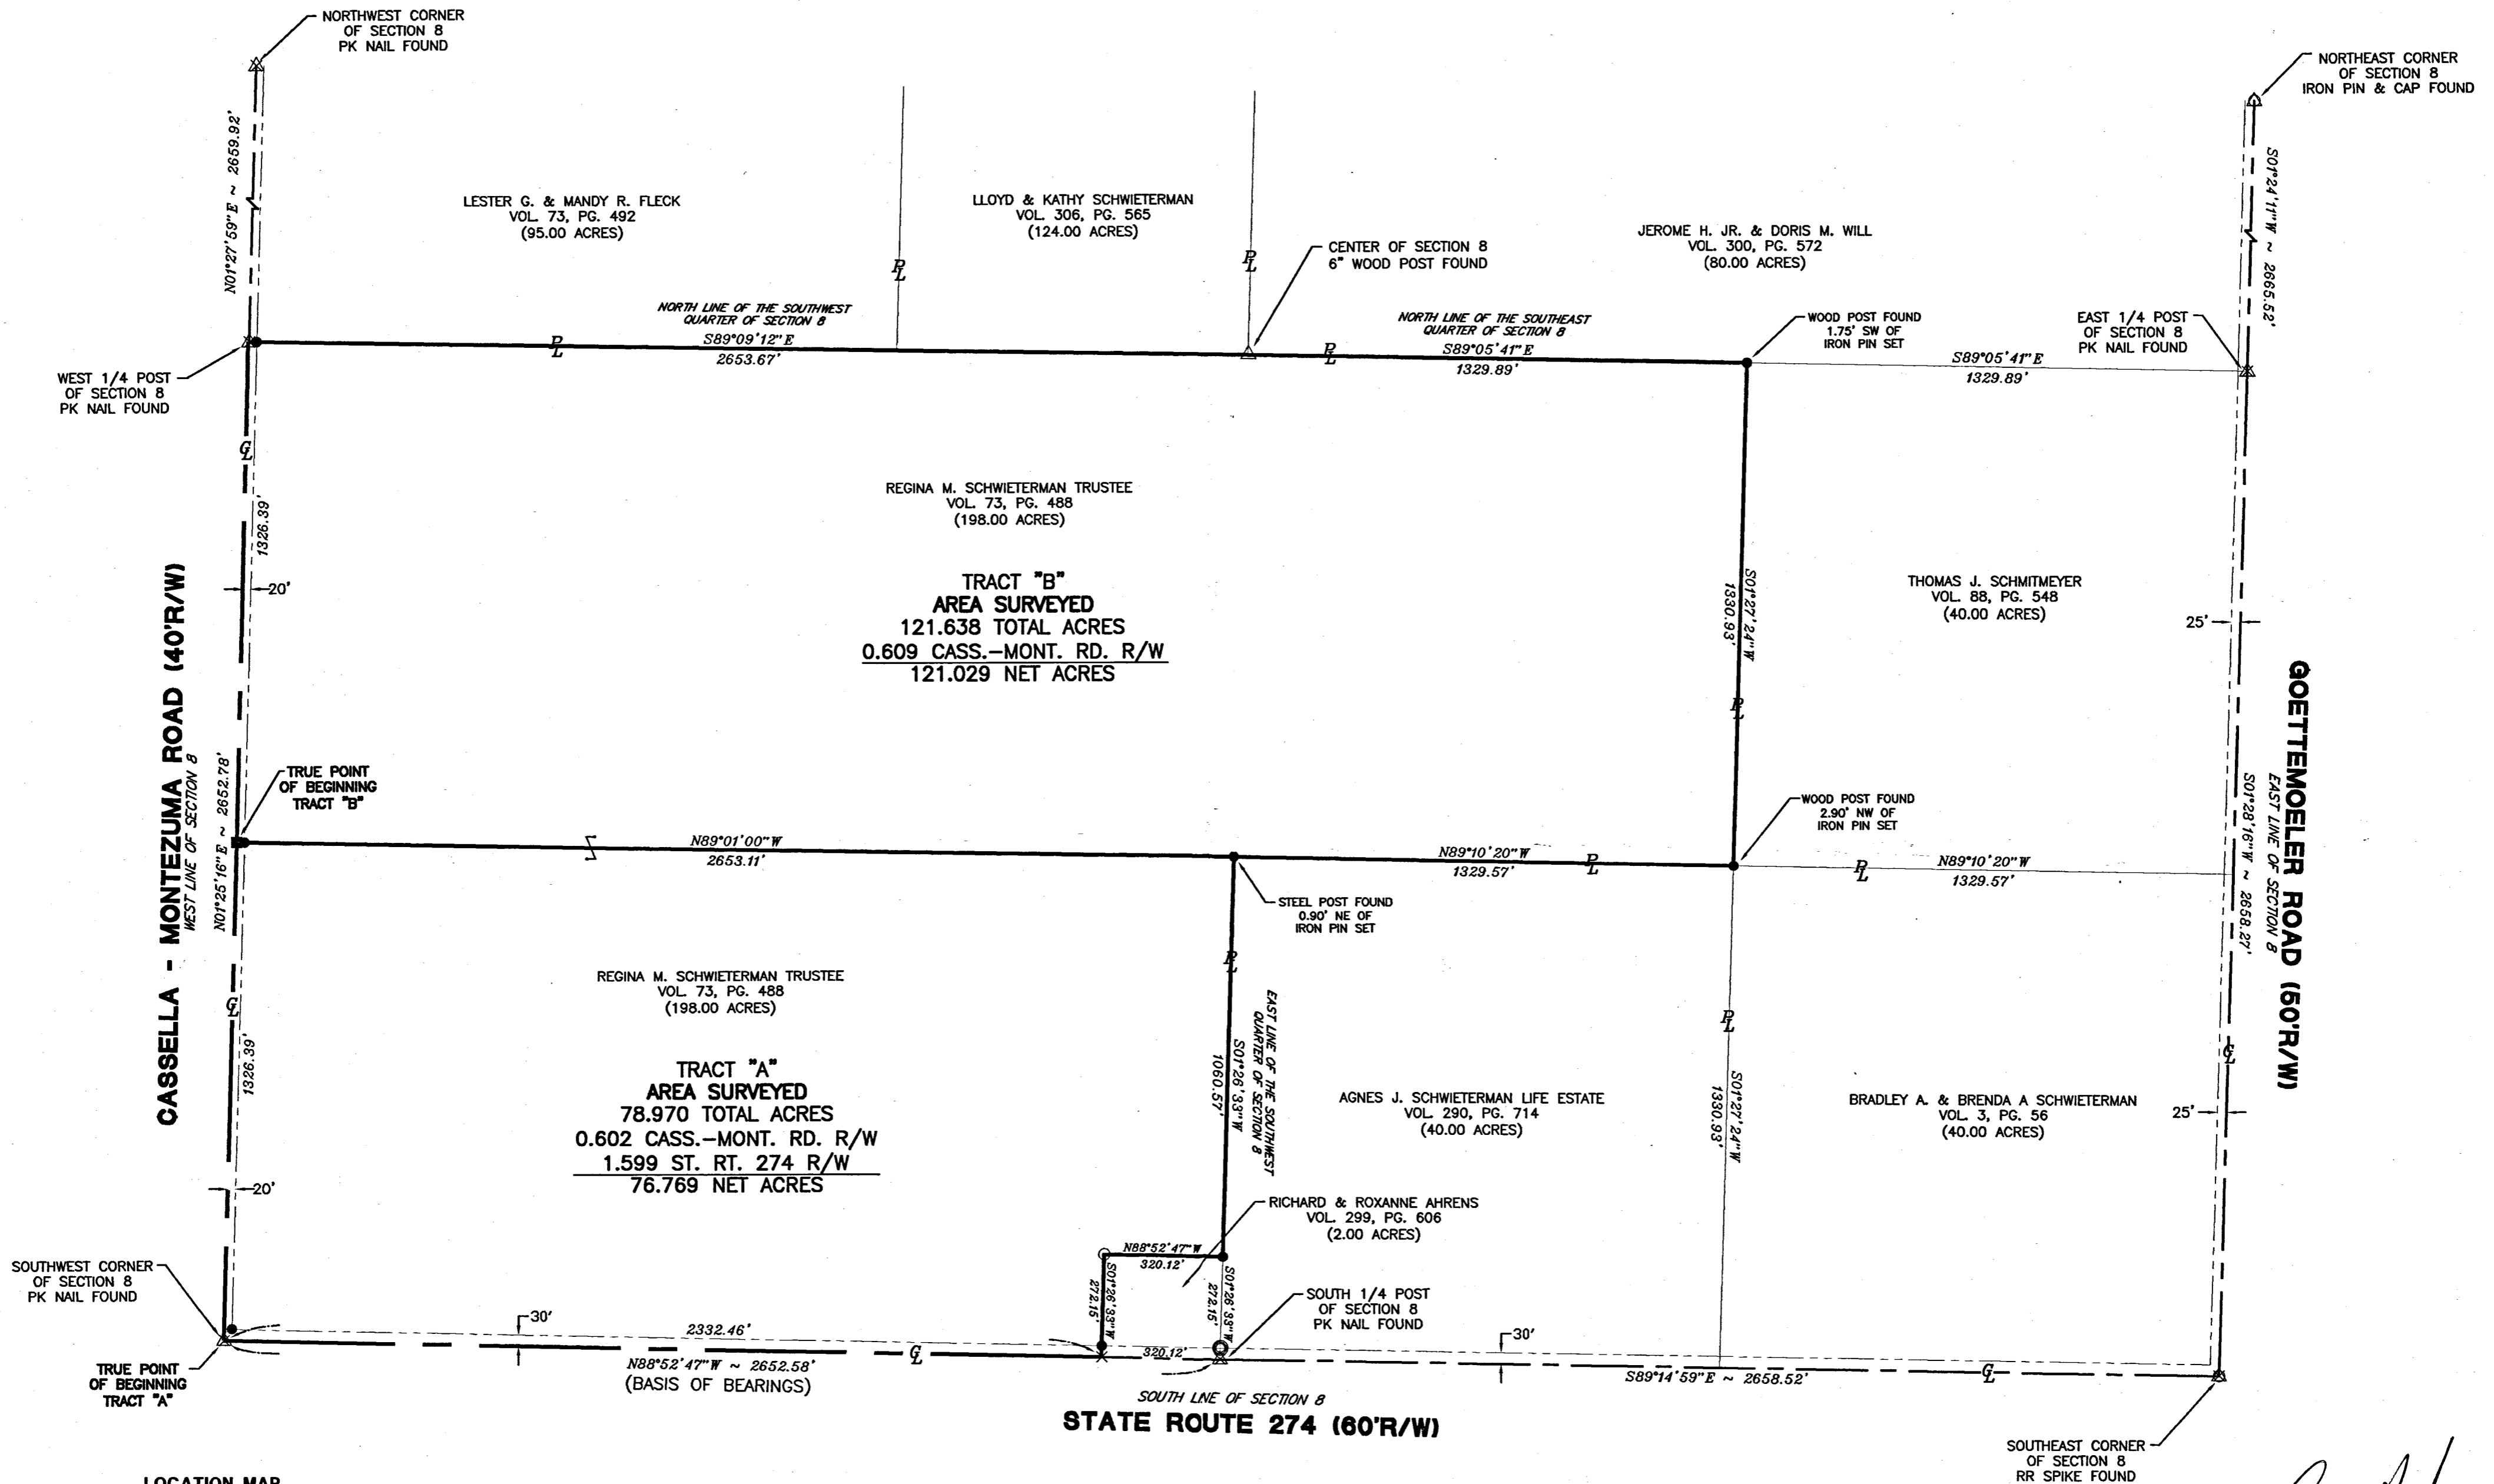 NORTHWEST CORNER
OF SECTION 8
PK NAIL FOUND
NORTHEAST CORNER
OF SECTION 8
IRON PIN & CAP FOUND
N01°27'59"E ~ 2659.92'
S01°24'11"W ~ 2665.52'
LESTER G. & MANDY R. FLECK
VOL. 73, PG. 492
(95.00 ACRES)
LLOYD & KATHY SCHWIETERMAN
VOL. 306, PG. 565
(124.00 ACRES)
CENTER OF SECTION 8
6" WOOD POST FOUND
JEROME H. JR. & DORIS M. WILL
VOL. 300, PG. 572
(80.00 ACRES)
PL
PL
NORTH LINE OF THE SOUTHWEST
QUARTER OF SECTION 8
S89°09'12"E
2653.67'
PL
NORTH LINE OF THE SOUTHEAST
QUARTER OF SECTION 8
S89°05'41"E
1329.89'
PL
WOOD POST FOUND
1.75' SW OF
IRON PIN SET
EAST 1/4 POST
OF SECTION 8
PK NAIL FOUND
S89°05'41"E
1329.89'
WEST 1/4 POST
OF SECTION 8
PK NAIL FOUND
CL
1326.39'
20'
REGINA M. SCHWIETERMAN TRUSTEE
VOL. 73, PG. 488
(198.00 ACRES)
TRACT "B"
AREA SURVEYED
121.638 TOTAL ACRES
0.609 CASS.-MONT. RD. R/W
121.029 NET ACRES
S01°27'24"W
1330.93'
PL
THOMAS J. SCHMITMEYER
VOL. 88, PG. 548
(40.00 ACRES)
25'
CASSELLA - MONTEZUMA ROAD (40'R/W)
WEST LINE OF SECTION 8
N01°25'16"E ~ 2652.78'
GOETTEMOELER ROAD (50'R/W)
EAST LINE OF SECTION 8
S01°28'16"W ~ 2658.27'
TRUE POINT
OF BEGINNING
TRACT "B"
WOOD POST FOUND
2.90' NW OF
IRON PIN SET
N89°01'00"W
2653.11'
N89°10'20"W
1329.57'
PL
N89°10'20"W
1329.57'
PL
STEEL POST FOUND
0.90' NE OF
IRON PIN SET
PL
CL
1326.39'
20'
REGINA M. SCHWIETERMAN TRUSTEE
VOL. 73, PG. 488
(198.00 ACRES)
TRACT "A"
AREA SURVEYED
78.970 TOTAL ACRES
0.602 CASS.-MONT. RD. R/W
1.599 ST. RT. 274 R/W
76.769 NET ACRES
EAST LINE OF THE SOUTHWEST
QUARTER OF SECTION 8
S01°26'33"W
1060.57'
AGNES J. SCHWIETERMAN LIFE ESTATE
VOL. 290, PG. 714
(40.00 ACRES)
PL
S01°27'24"W
1330.93'
BRADLEY A. & BRENDA A SCHWIETERMAN
VOL. 3, PG. 56
(40.00 ACRES)
CL
25'
RICHARD & ROXANNE AHRENS
VOL. 299, PG. 606
(2.00 ACRES)
N88°52'47"W
320.12'
S01°26'33"W
272.15'
S01°26'33"W
272.15'
320.12'
SOUTH 1/4 POST
OF SECTION 8
PK NAIL FOUND
SOUTHWEST CORNER
OF SECTION 8
PK NAIL FOUND
TRUE POINT
OF BEGINNING
TRACT "A"
30'
2332.46'
N88°52'47"W ~ 2652.58'
(BASIS OF BEARINGS)
CL
30'
S89°14'59"E ~ 2658.52'
CL
SOUTH LINE OF SECTION 8
STATE ROUTE 274 (60'R/W)
SOUTHEAST CORNER
OF SECTION 8
RR SPIKE FOUND
LOCATION MAP